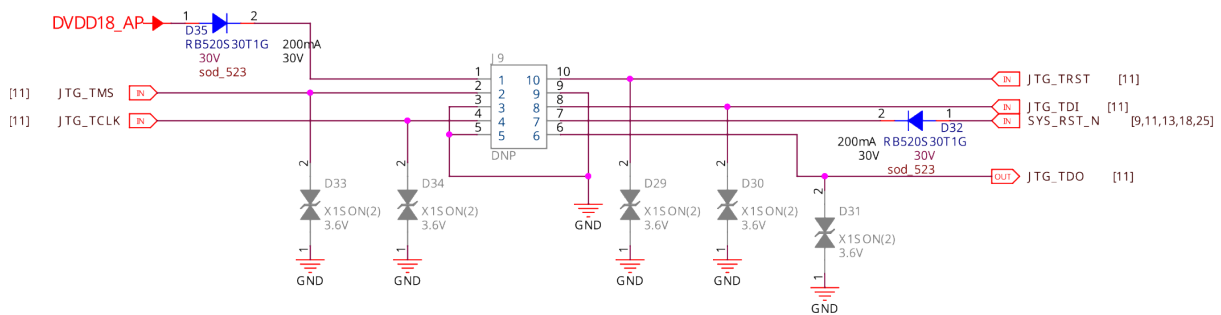 DVDD18_AP
1
2
D35
RB520S30T1G
30V
sod_523
200mA
30V
J9
1
2
3
4
5
1
2
3
4
5
10
9
8
7
6
10
9
8
7
6
DNP
[11]
JTG_TMS
IN
[11]
JTG_TCLK
IN
IN
JTG_TRST
[11]
IN
JTG_TDI
[11]
2
1
D32
IN
SYS_RST_N
[9,11,13,18,25]
200mA
30V
RB520S30T1G
30V
sod_523
OUT
JTG_TDO
[11]
2
D33
X1SON(2)
3.6V
1
GND
2
D34
X1SON(2)
3.6V
1
GND
GND
2
D29
X1SON(2)
3.6V
1
GND
2
D30
X1SON(2)
3.6V
1
GND
2
D31
X1SON(2)
3.6V
1
GND